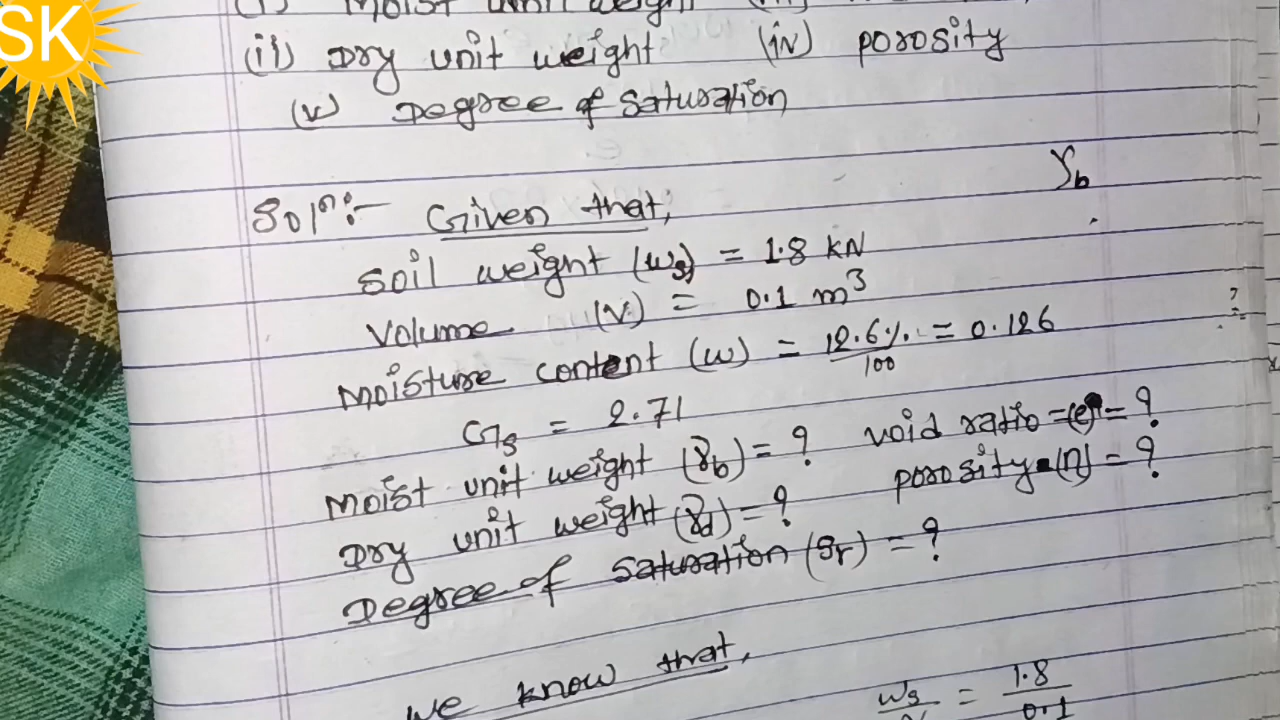 SK
(i) Moist unit weight
(ii) Dry unit weight (iv) porosity
(v) Degree of Saturation
γb
Solⁿ:- Given that,
Soil weight (Ws) = 1.8 kN
Volume (V) = 0.1 m³
Moisture content (w) = 12.6%/100 = 0.126
Gs = 2.71
Moist unit weight (γb) = ? void ratio =(e) = ?
Dry unit weight (γd) = ? porosity (n) = ?
Degree of saturation (Sr) = ?
we know that,
Ws = 1.8
0.1